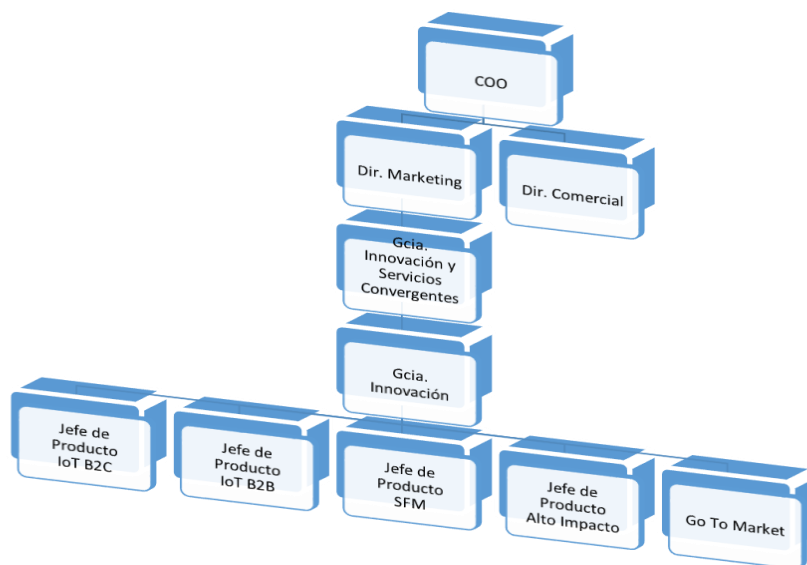 COO
Dir. Marketing
Dir. Comercial
Gcia.
Innovación y
Servicios
Convergentes
Gcia.
Innovación
Jefe de
Producto
IoT B2C
Jefe de
Producto
IoT B2B
Jefe de
Producto
SFM
Jefe de
Producto
Alto Impacto
Go To Market